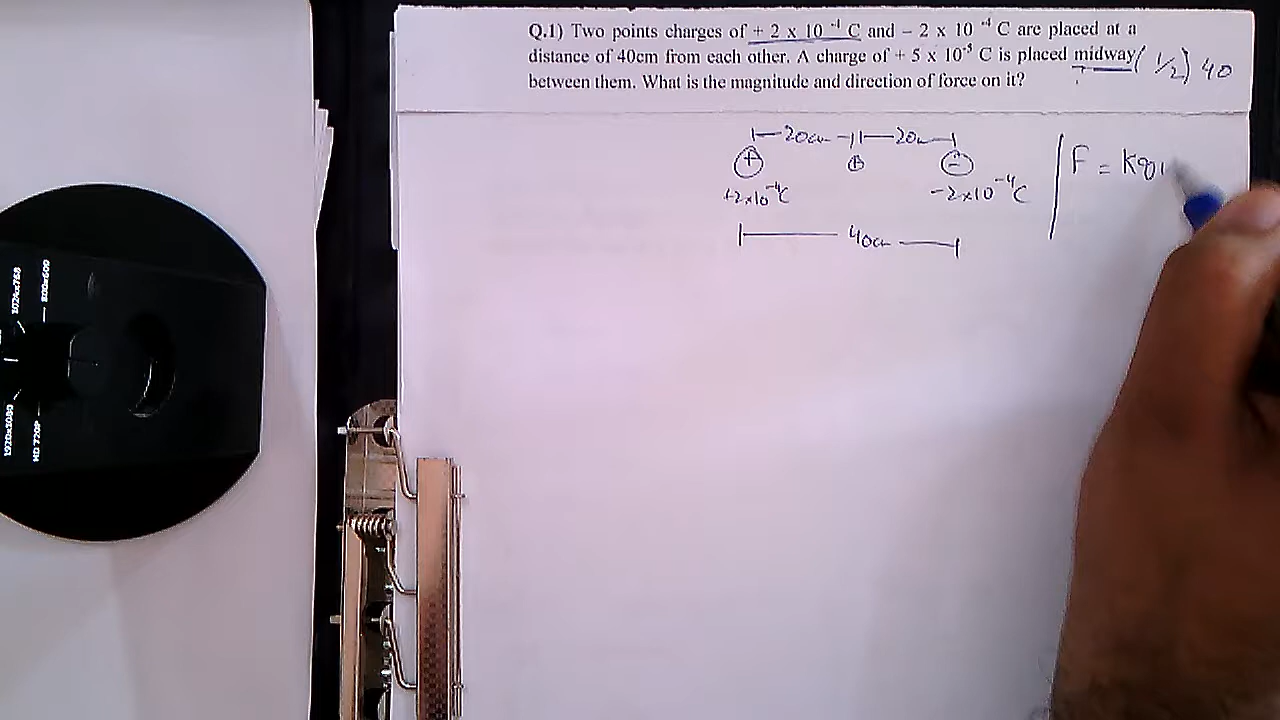 Q.1) Two points charges of + 2 x 10⁻⁴ C and – 2 x 10⁻⁴ C are placed at a
distance of 40cm from each other. A charge of + 5 x 10⁻⁵ C is placed midway (1/2) 40
between them. What is the magnitude and direction of force on it?
20cm 20cm
+ + -
+2x10⁻⁴C -2x10⁻⁴C
40cm
F = Kq1
1024x768
800x600
1920x1080
HD 720P